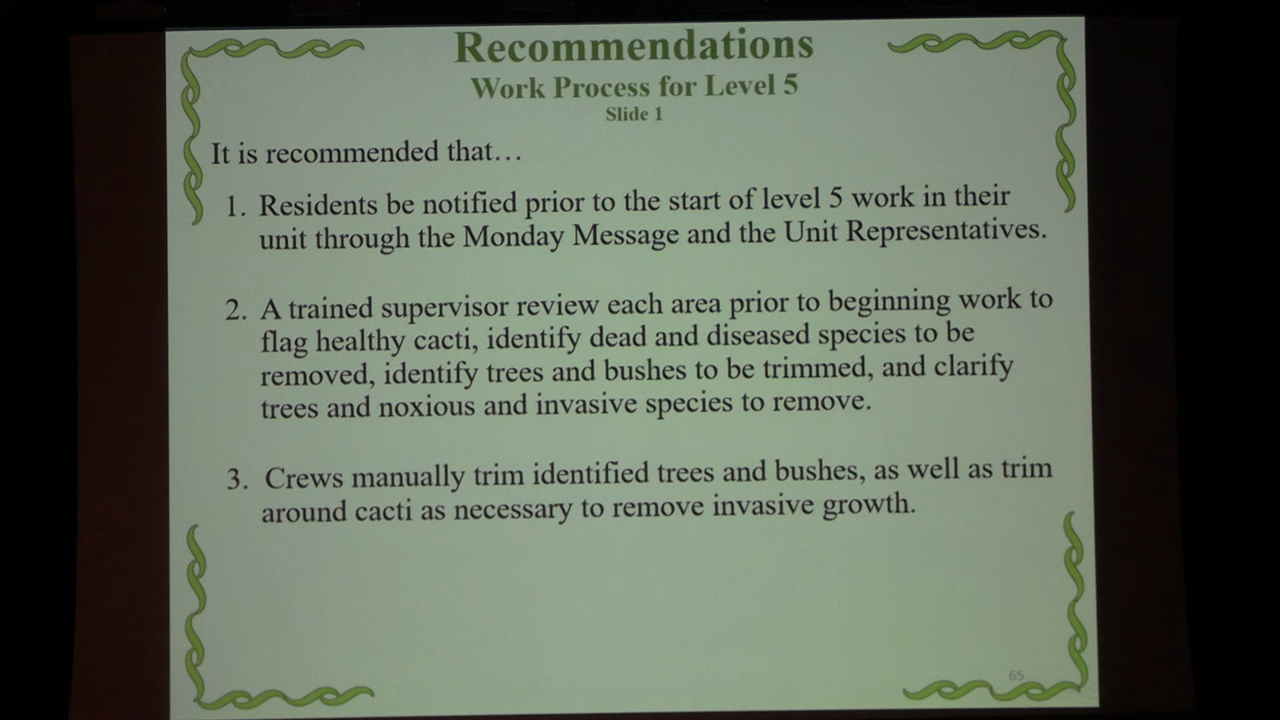 Recommendations
Work Process for Level 5
Slide 1
It is recommended that…
1. Residents be notified prior to the start of level 5 work in their
unit through the Monday Message and the Unit Representatives.
2. A trained supervisor review each area prior to beginning work to
flag healthy cacti, identify dead and diseased species to be
removed, identify trees and bushes to be trimmed, and clarify
trees and noxious and invasive species to remove.
3. Crews manually trim identified trees and bushes, as well as trim
around cacti as necessary to remove invasive growth.
65